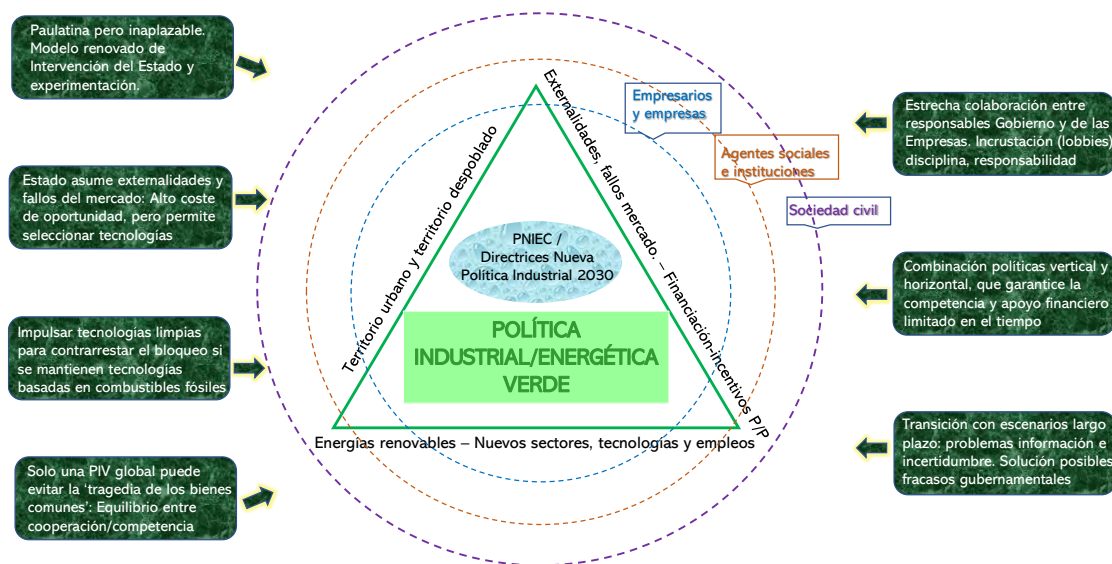 Paulatina pero inaplazable.
Modelo renovado de
Intervención del Estado y
experimentación.
Estado asume externalidades y
fallos del mercado: Alto coste
de oportunidad, pero permite
seleccionar tecnologías
Impulsar tecnologías limpias
para contrarrestar el bloqueo si
se mantienen tecnologías
basadas en combustibles fósiles
Solo una PIV global puede
evitar la ‘tragedia de los bienes
comunes’: Equilibrio entre
cooperación/competencia
Territorio urbano y territorio despoblado
Externalidades, fallos mercado. – Financiación-incentivos P/P
PNIEC /
Directrices Nueva
Política Industrial 2030
POLÍTICA
INDUSTRIAL/ENERGÉTICA
VERDE
Energías renovables – Nuevos sectores, tecnologías y empleos
Empresarios
y empresas
Agentes sociales
e instituciones
Sociedad civil
Estrecha colaboración entre
responsables Gobierno y de las
Empresas. Incrustación (lobbies)
disciplina, responsabilidad
Combinación políticas vertical y
horizontal, que garantice la
competencia y apoyo financiero
limitado en el tiempo
Transición con escenarios largo
plazo: problemas información e
incertidumbre. Solución posibles
fracasos gubernamentales